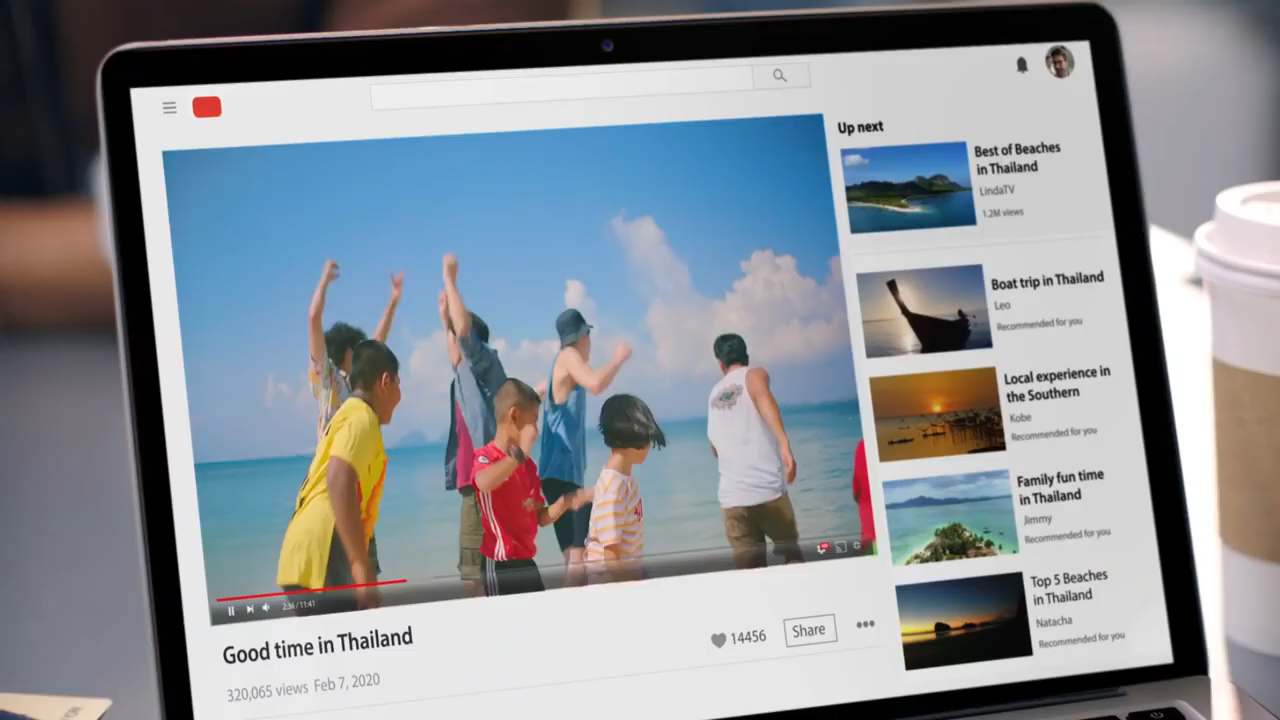 Up next
Best of Beaches
in Thailand
LindaTV
1.2M views
Boat trip in Thailand
Leo
Recommended for you
Local experience in
the Southern
Kobe
Recommended for you
Family fun time
in Thailand
Jimmy
Recommended for you
Top 5 Beaches
in Thailand
Natacha
Recommended for you
2:36 / 11:41
Good time in Thailand
320,065 views Feb 7, 2020
14456
Share